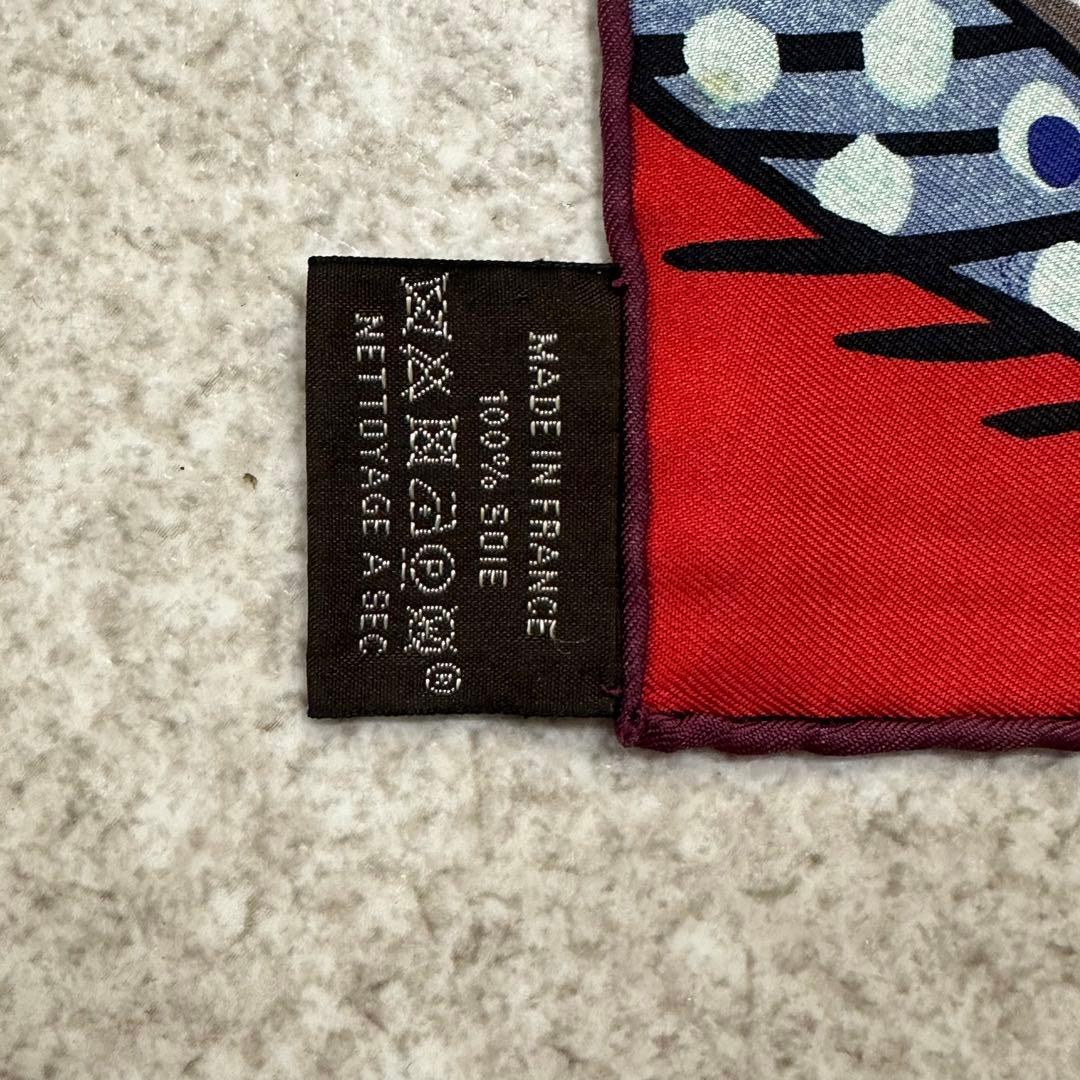 MADE IN FRANCE
100% SOIE
P W
®
NETTOYAGE A SEC